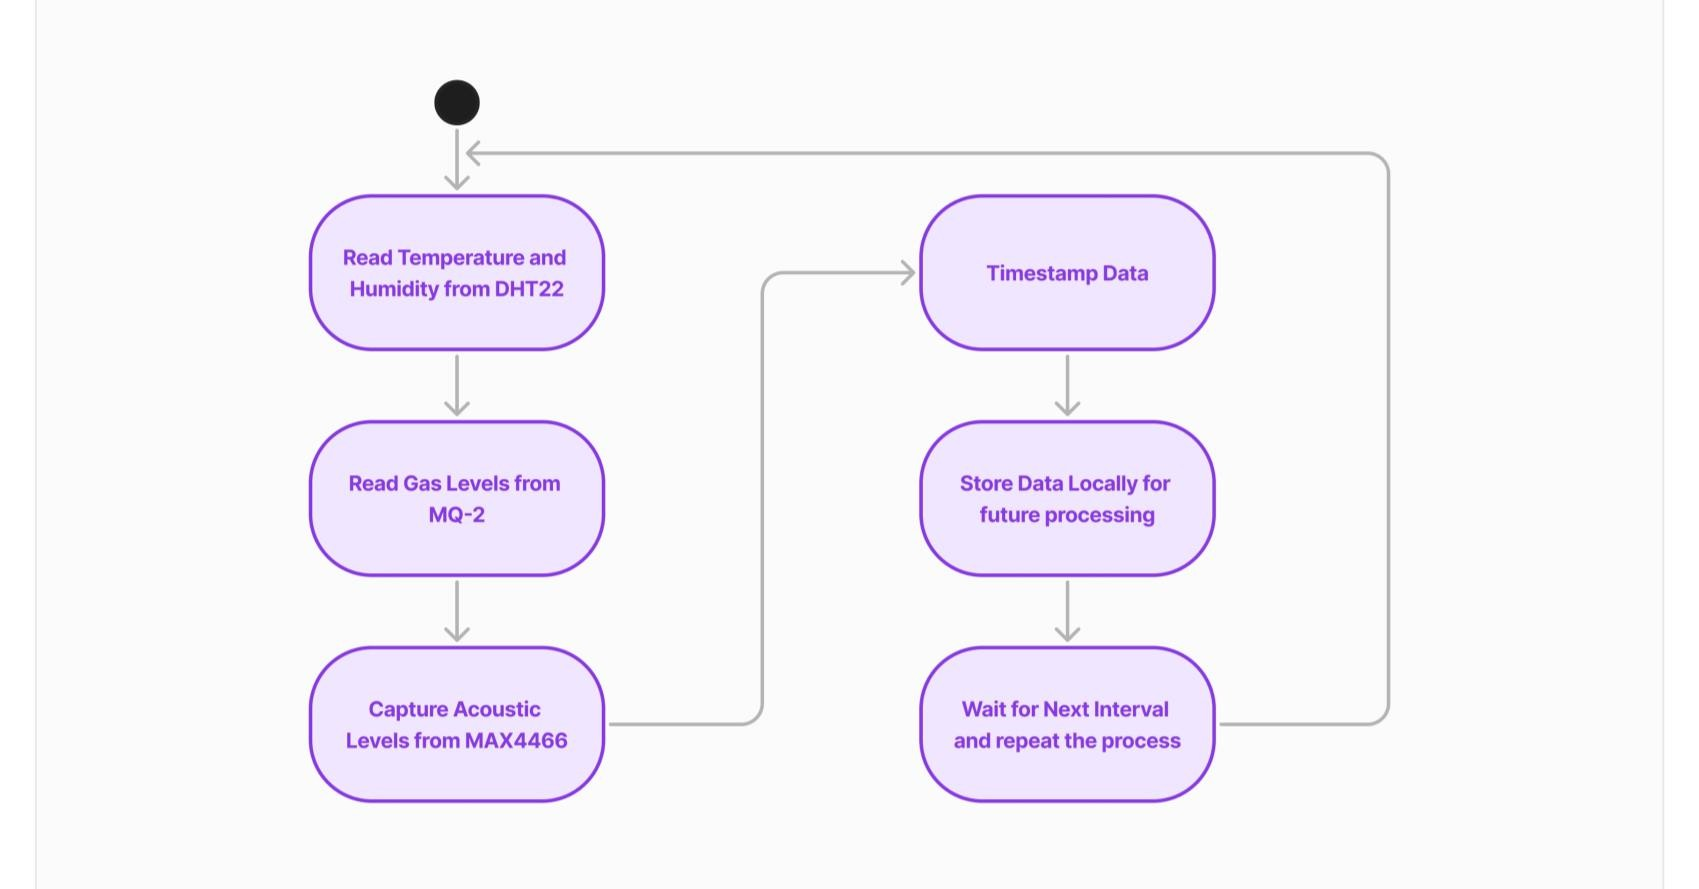 Read Temperature and
Humidity from DHT22
Read Gas Levels from
MQ-2
Capture Acoustic
Levels from MAX4466
Timestamp Data
Store Data Locally for
future processing
Wait for Next Interval
and repeat the process